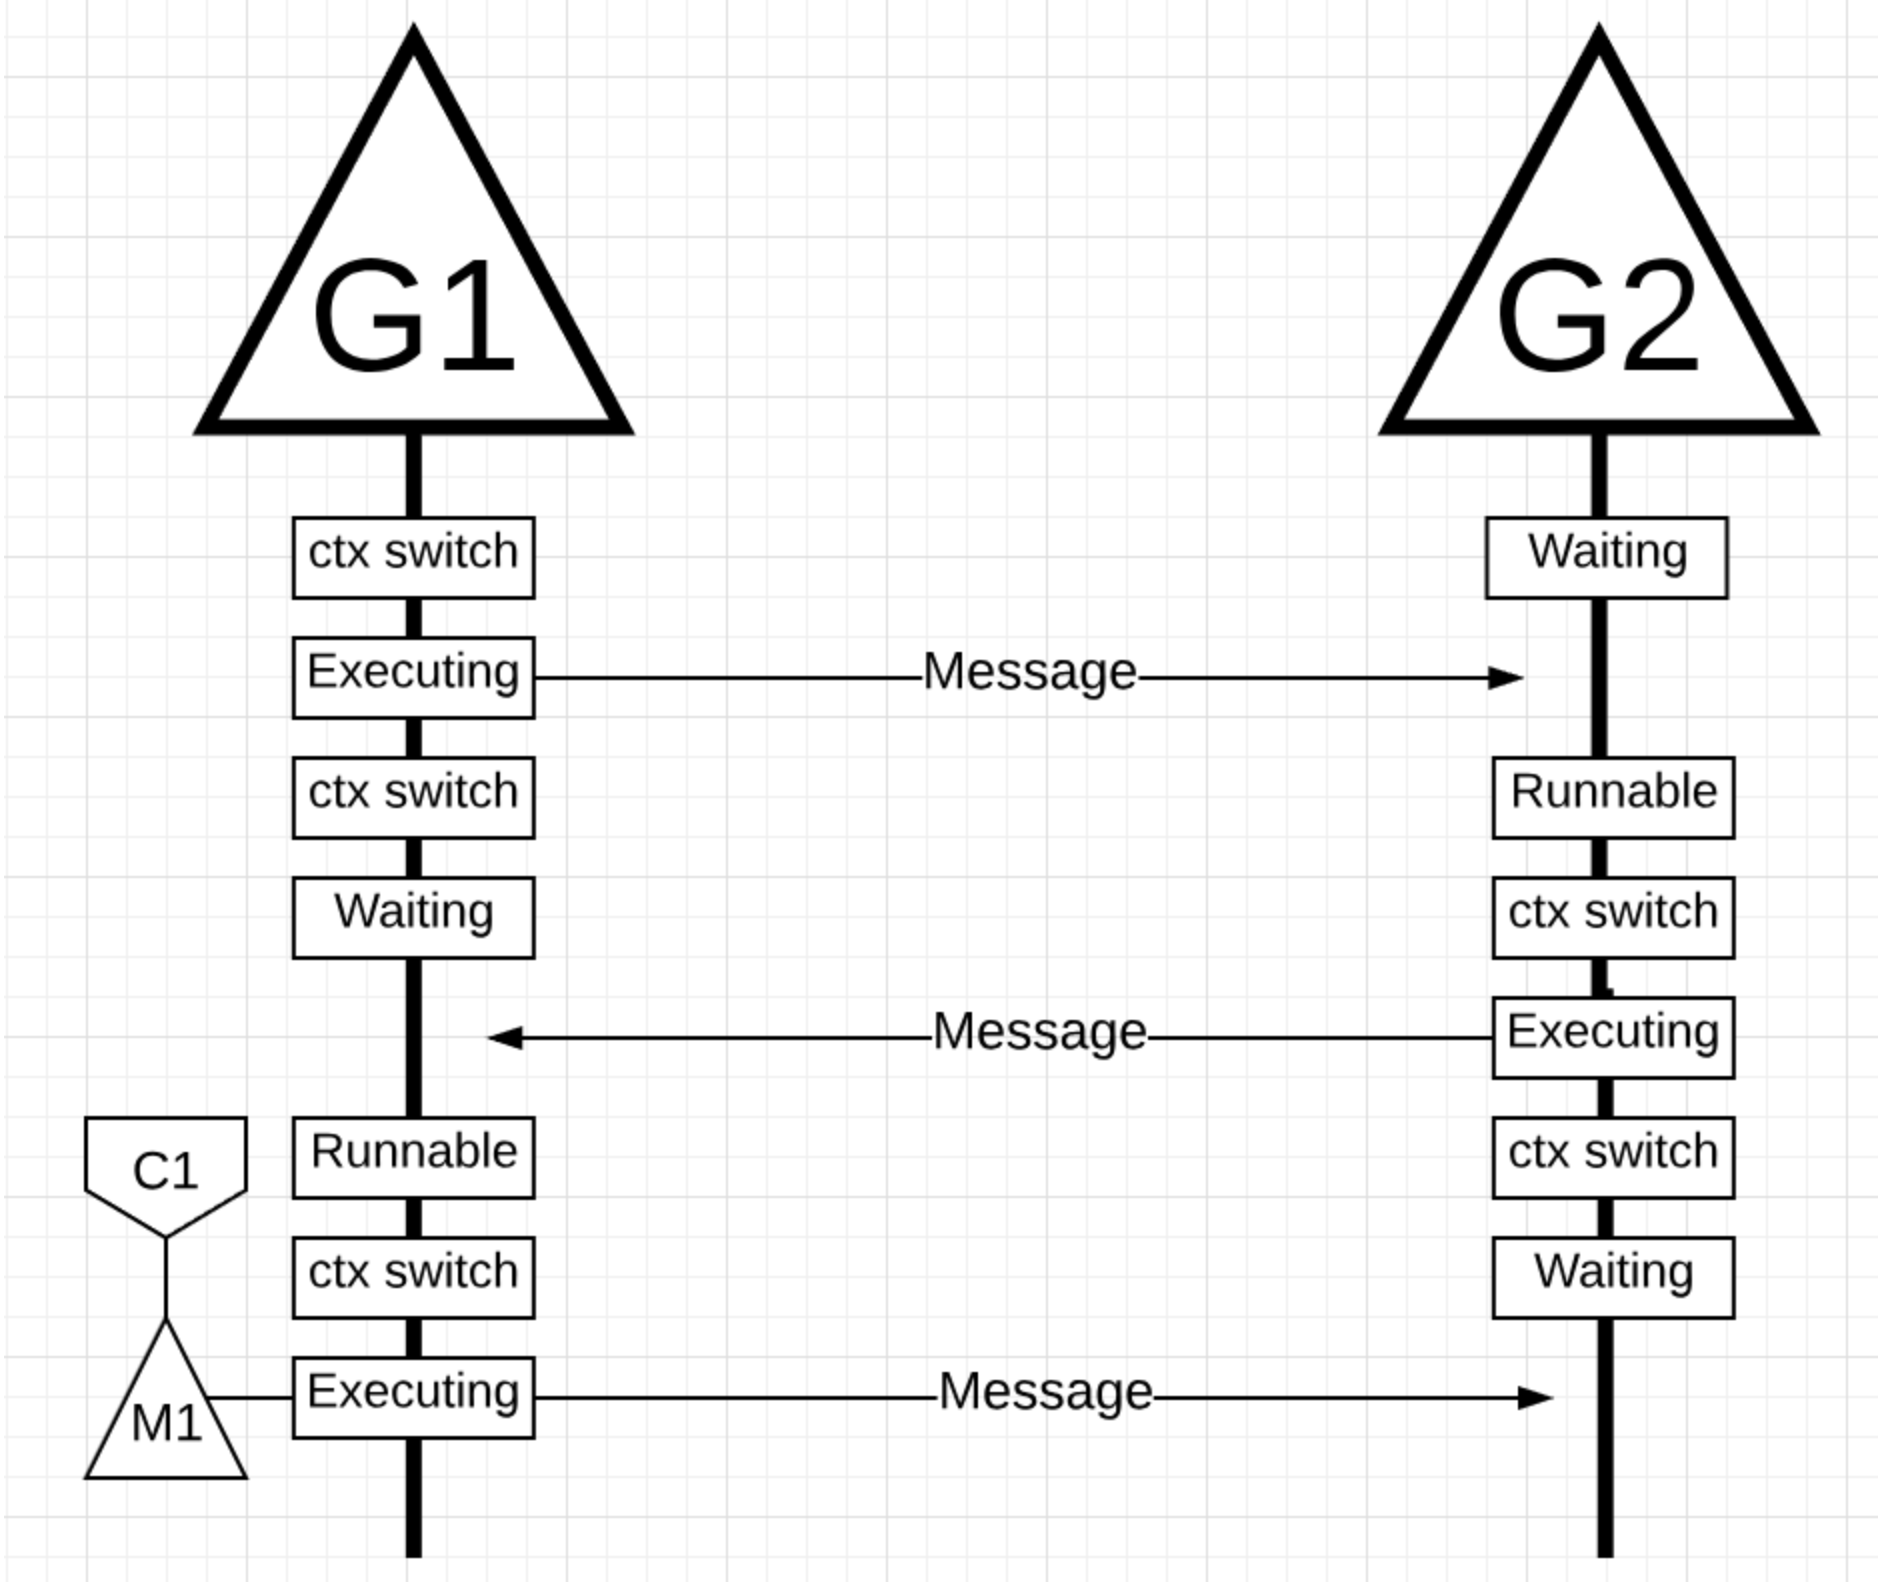 G1
G2
ctx switch
Waiting
Executing
Message
ctx switch
Runnable
Waiting
ctx switch
Message
Executing
C1
Runnable
ctx switch
ctx switch
Waiting
M1
Executing
Message